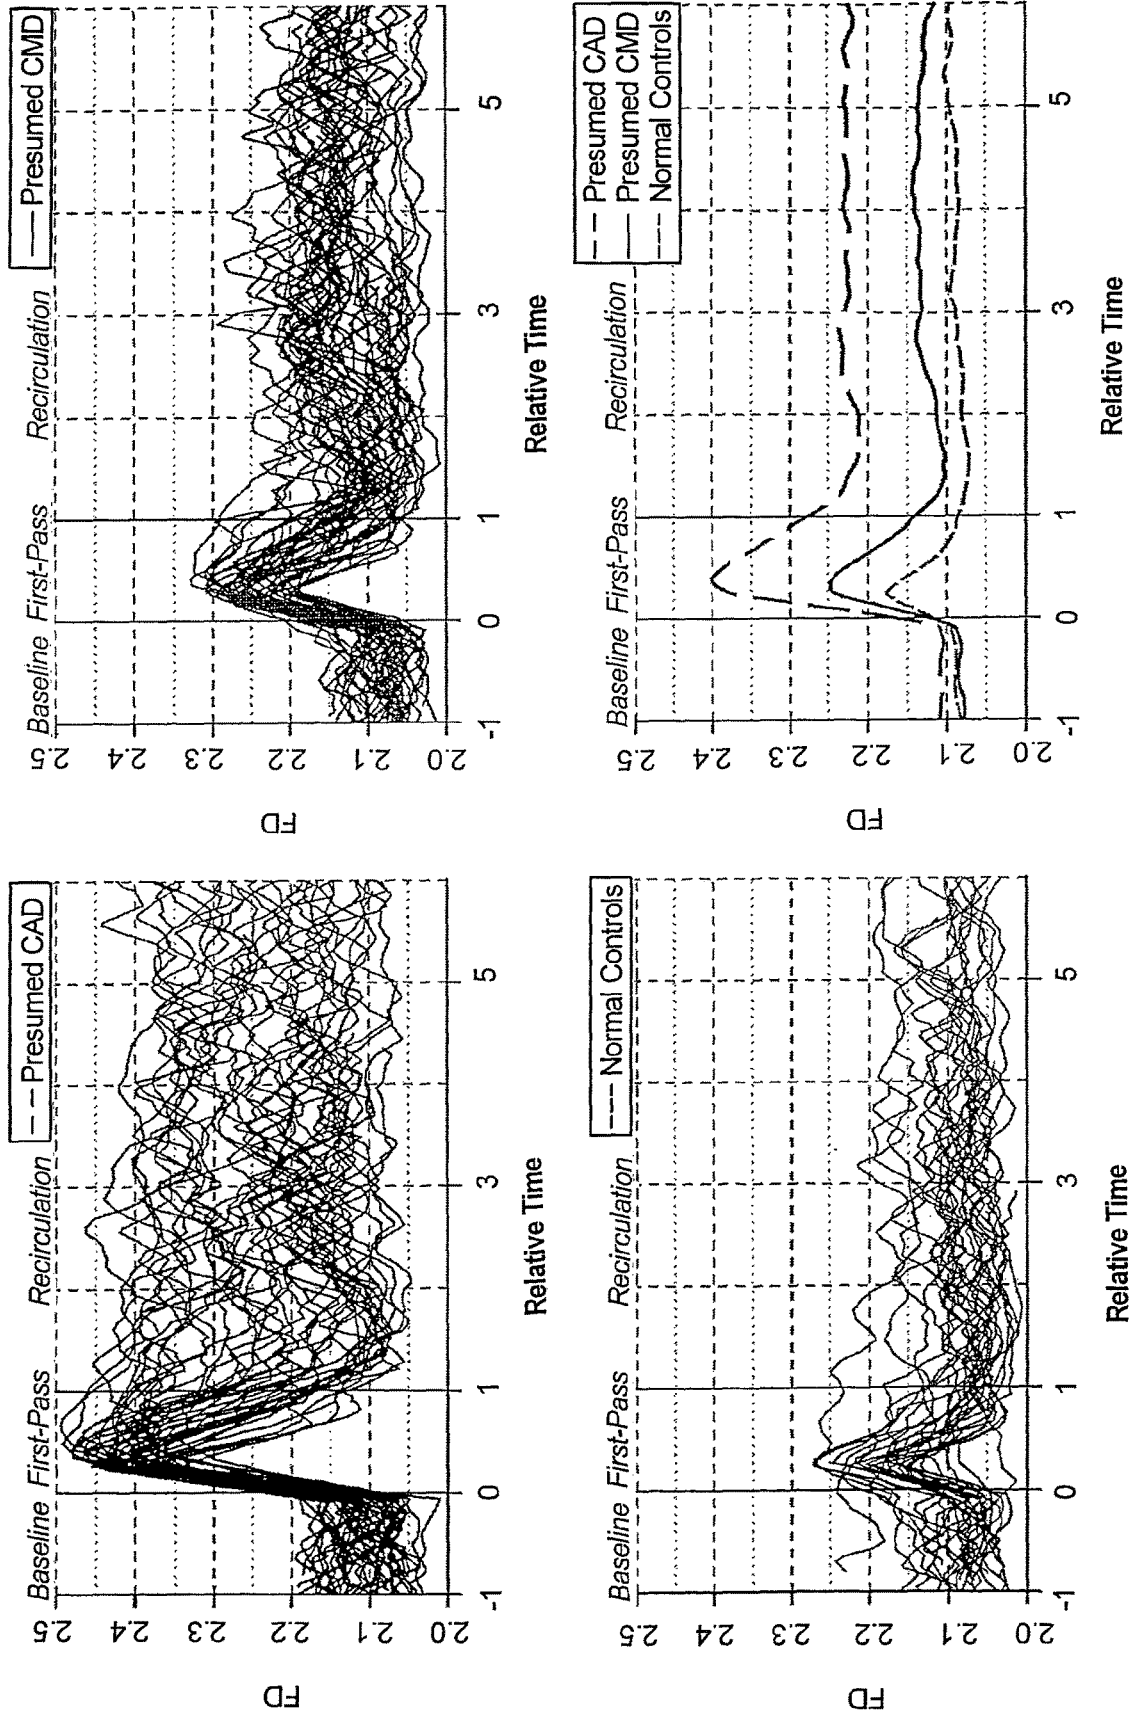 Presumed CAD
Baseline First-Pass Recirculation
2.5
2.4
2.3
2.2
2.1
2.0
FD
-1 0 1 3 5
Relative Time
Presumed CMD
Baseline First-Pass Recirculation
2.5
2.4
2.3
2.2
2.1
2.0
FD
-1 0 1 3 5
Relative Time
Normal Controls
Baseline First-Pass Recirculation
2.5
2.4
2.3
2.2
2.1
2.0
FD
-1 0 1 3 5
Relative Time
Presumed CAD
Presumed CMD
Normal Controls
Baseline First-Pass Recirculation
2.5
2.4
2.3
2.2
2.1
2.0
FD
-1 0 1 3 5
Relative Time